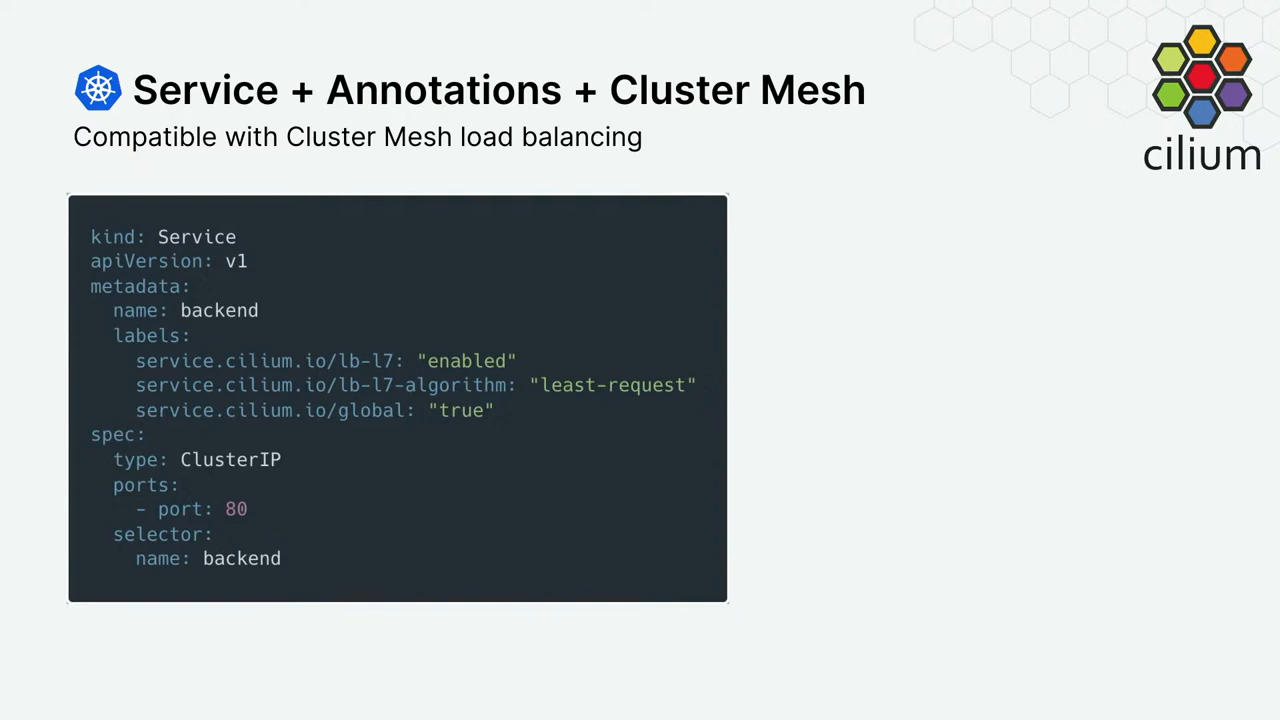 Service + Annotations + Cluster Mesh
Compatible with Cluster Mesh load balancing
cilium
kind: Service
apiVersion: v1
metadata:
  name: backend
  labels:
    service.cilium.io/lb-l7: "enabled"
    service.cilium.io/lb-l7-algorithm: "least-request"
    service.cilium.io/global: "true"
spec:
  type: ClusterIP
  ports:
    - port: 80
  selector:
    name: backend